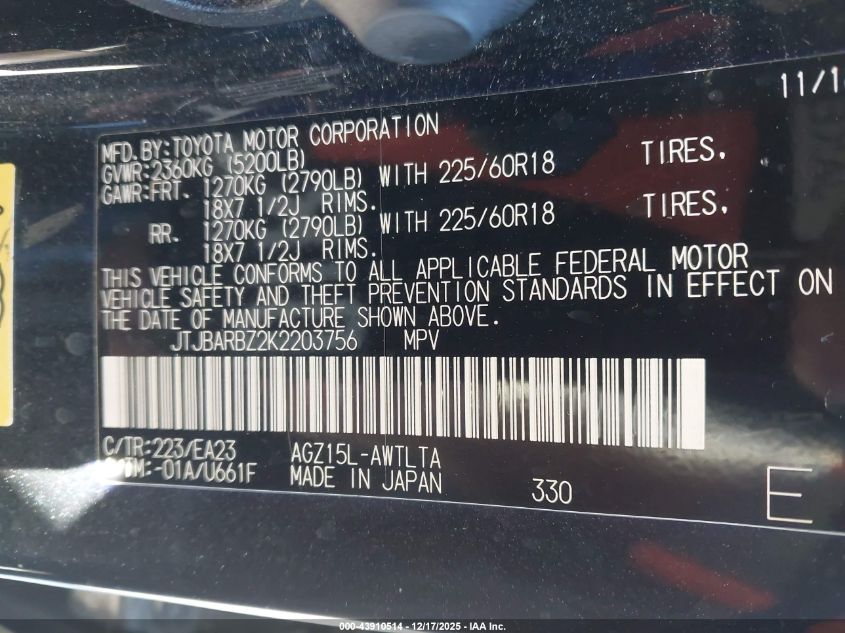 11/1
MFD.BY:TOYOTA MOTOR CORPORATION
GVWR:2360KG (5200LB)
GAWR:FRT. 1270KG (2790LB) WITH 225/60R18 TIRES,
18X7 1/2J RIMS.
RR. 1270KG (2790LB) WITH 225/60R18 TIRES,
18X7 1/2J RIMS.
THIS VEHICLE CONFORMS TO ALL APPLICABLE FEDERAL MOTOR
VEHICLE SAFETY AND THEFT PREVENTION STANDARDS IN EFFECT ON
THE DATE OF MANUFACTURE SHOWN ABOVE.
JTJBARBZ2K2203756 MPV
C/TR:223/EA23 AGZ15L-AWTLTA
-01A/U661F MADE IN JAPAN 330 E
000-43910514 - 12/17/2025 - IAA Inc.